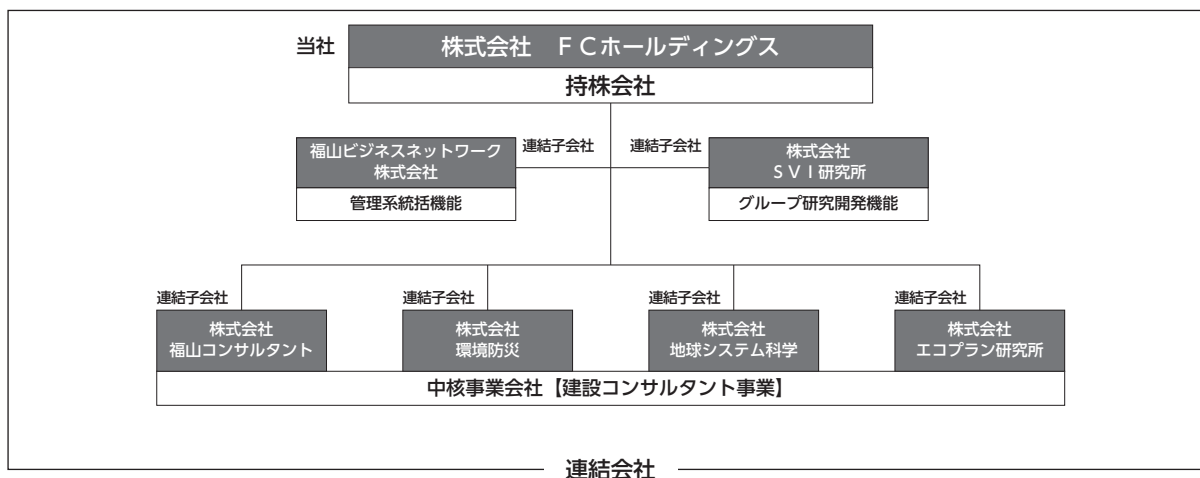 当社
株式会社　ＦＣホールディングス
持株会社
福山ビジネスネットワーク
株式会社
管理系統括機能
連結子会社
連結子会社
株式会社
ＳＶＩ研究所
グループ研究開発機能
連結子会社
株式会社
福山コンサルタント
連結子会社
株式会社
環境防災
連結子会社
株式会社
地球システム科学
連結子会社
株式会社
エコプラン研究所
中核事業会社【建設コンサルタント事業】
連結会社